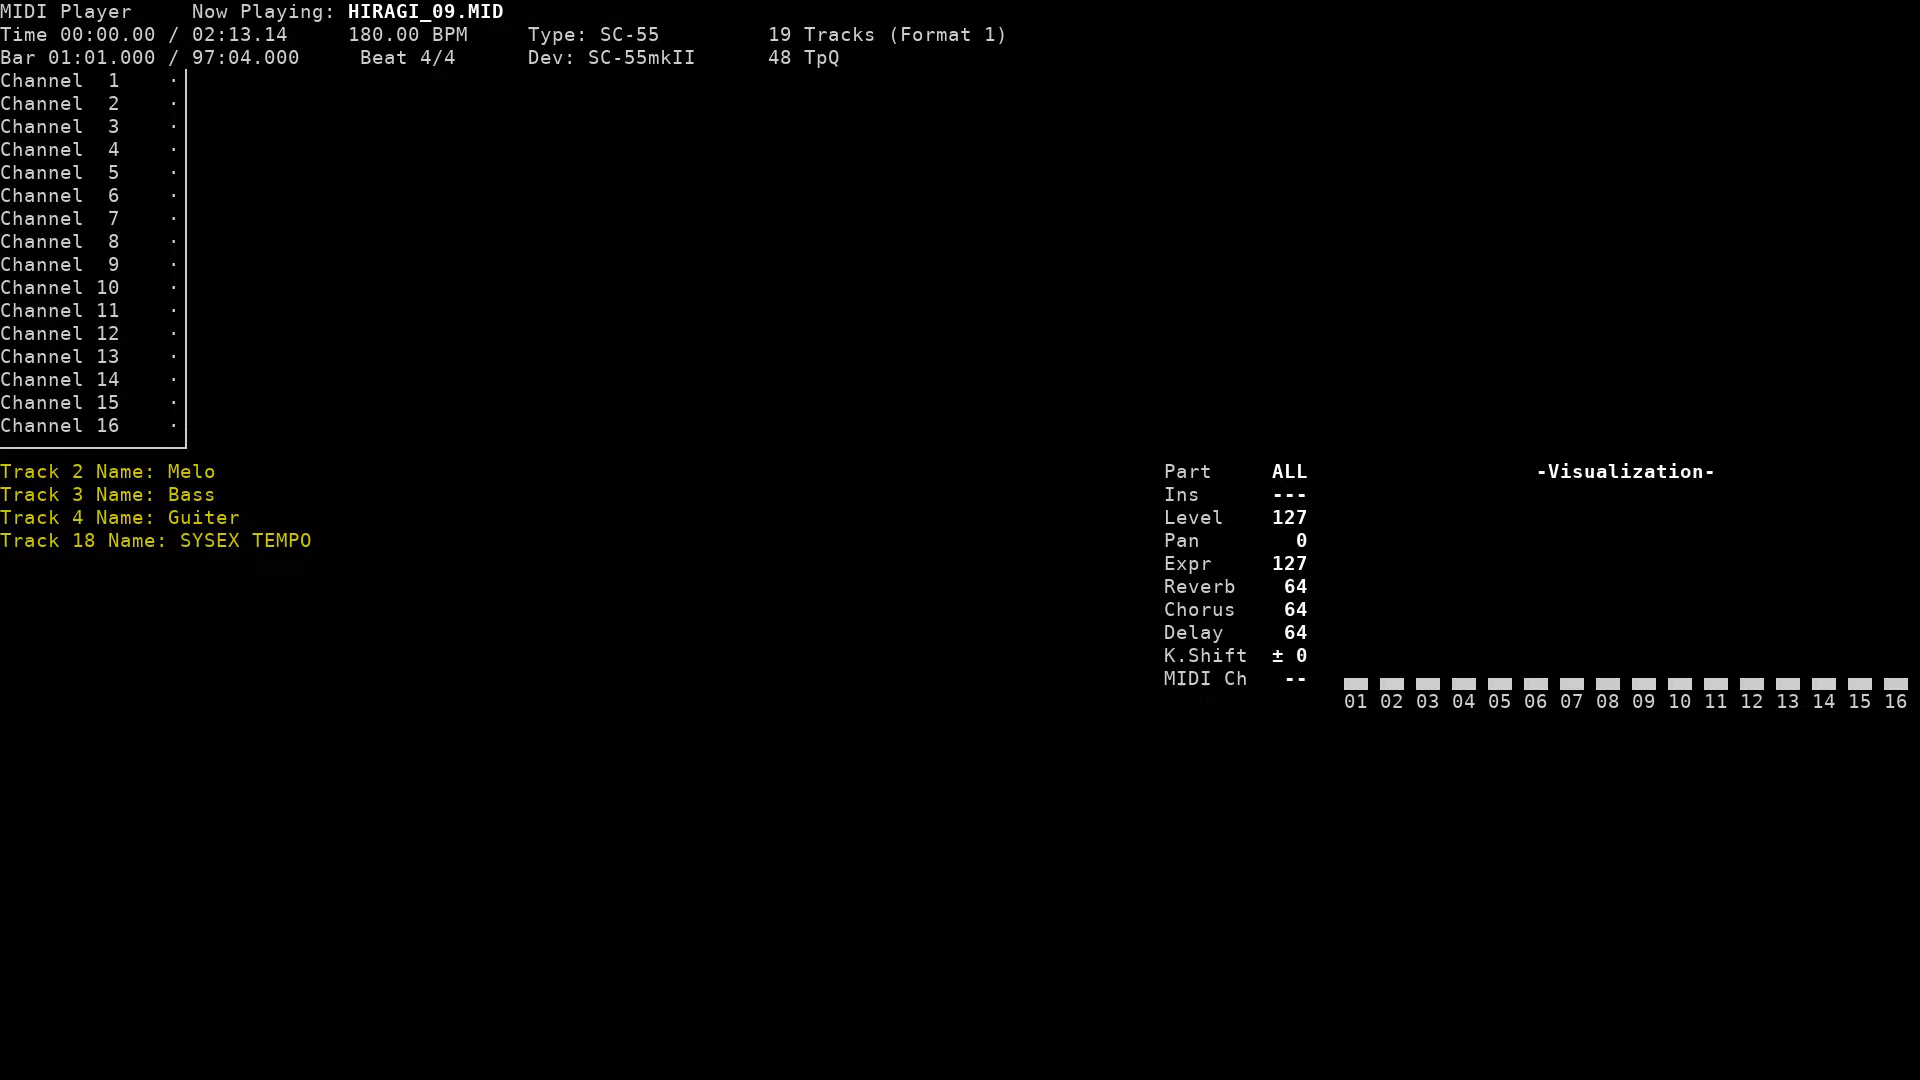 MIDI Player Now Playing: HIRAGI_09.MID
Time 00:00.00 / 02:13.14 180.00 BPM Type: SC-55 19 Tracks (Format 1)
Bar 01:01.000 / 97:04.000 Beat 4/4 Dev: SC-55mkII 48 TpQ
Channel 1 ·
Channel 2 ·
Channel 3 ·
Channel 4 ·
Channel 5 ·
Channel 6 ·
Channel 7 ·
Channel 8 ·
Channel 9 ·
Channel 10 ·
Channel 11 ·
Channel 12 ·
Channel 13 ·
Channel 14 ·
Channel 15 ·
Channel 16 ·
Track 2 Name: Melo
Track 3 Name: Bass
Track 4 Name: Guiter
Track 18 Name: SYSEX TEMPO
Part ALL
Ins ---
Level 127
Pan 0
Expr 127
Reverb 64
Chorus 64
Delay 64
K.Shift ± 0
MIDI Ch --
-Visualization-
01 02 03 04 05 06 07 08 09 10 11 12 13 14 15 16